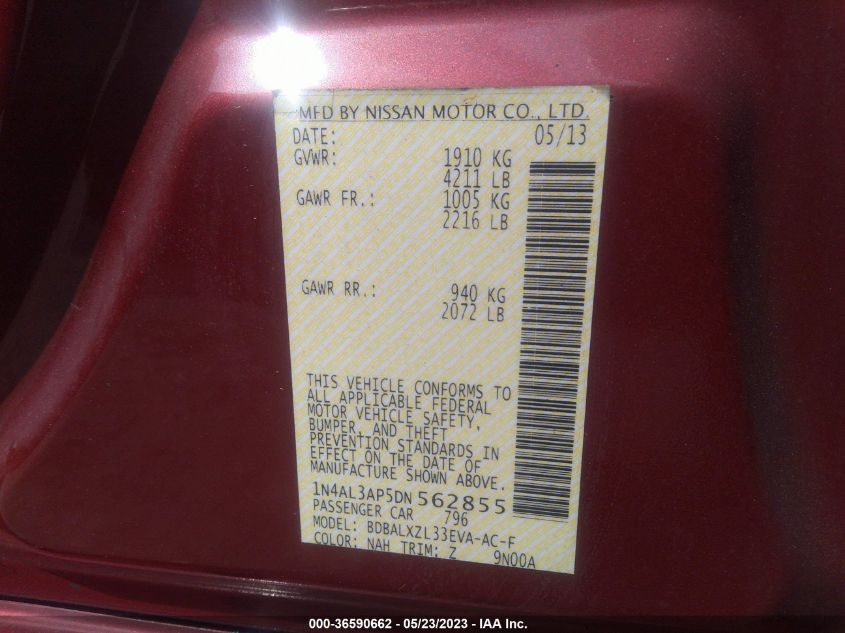 MFD BY NISSAN MOTOR CO., LTD.
DATE: 05/13
GVWR: 1910 KG
4211 LB
GAWR FR.: 1005 KG
2216 LB
GAWR RR.: 940 KG
2072 LB
THIS VEHICLE CONFORMS TO
ALL APPLICABLE FEDERAL
MOTOR VEHICLE SAFETY,
BUMPER, AND THEFT
PREVENTION STANDARDS IN
EFFECT ON THE DATE OF
MANUFACTURE SHOWN ABOVE.
1N4AL3AP5DN562855
PASSENGER CAR 796
MODEL: BDBALXZL33EVA-AC-F
COLOR: NAH TRIM: Z 9N00A
000-36590662 - 05/23/2023 - IAA Inc.